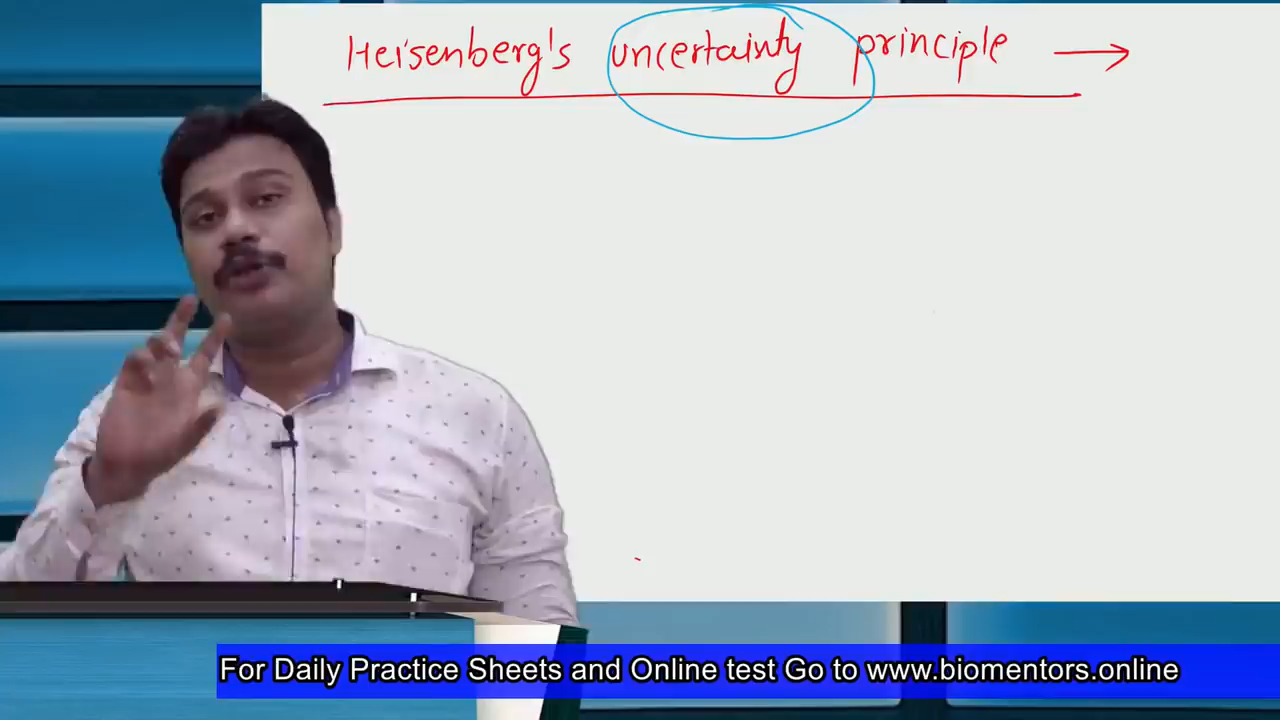 Heisenberg's uncertainty principle →
For Daily Practice Sheets and Online test Go to www.biomentors.online